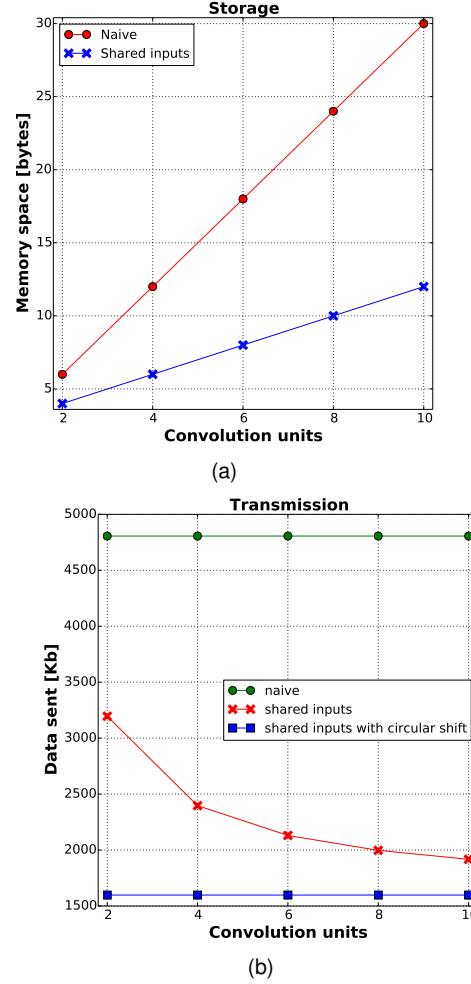 Storage
30
25
20
15
10
5
Naive
Shared inputs
Memory space [bytes]
2 4 6 8 10
Convolution units
(a)
Transmission
5000
4500
4000
3500
3000
2500
2000
1500
naive
shared inputs
shared inputs with circular shift
Data sent [Kb]
2 4 6 8 10
Convolution units
(b)